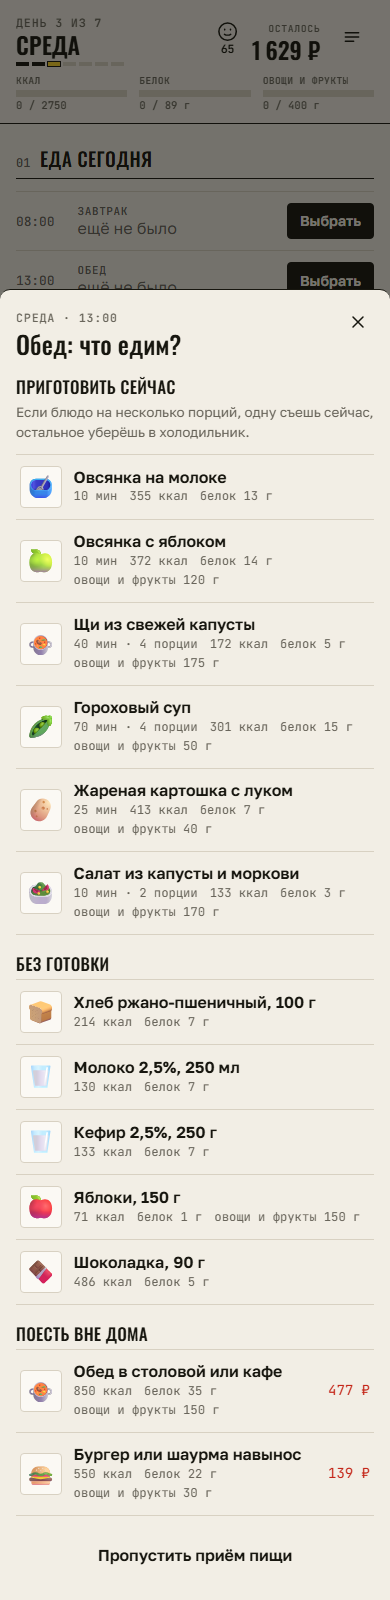 ДЕНЬ 3 ИЗ 7
СРЕДА
65
ОСТАЛОСЬ
1 629 ₽
ККАЛ
0 / 2750
БЕЛОК
0 / 89 г
ОВОЩИ И ФРУКТЫ
0 / 400 г
01 ЕДА СЕГОДНЯ
08:00
ЗАВТРАК
ещё не было
Выбрать
13:00
ОБЕД
ещё не было
Выбрать
СРЕДА · 13:00
Обед: что едим?
ПРИГОТОВИТЬ СЕЙЧАС
Если блюдо на несколько порций, одну съешь сейчас,
остальное уберёшь в холодильник.
Овсянка на молоке
10 мин 355 ккал белок 13 г
Овсянка с яблоком
10 мин 372 ккал белок 14 г
овощи и фрукты 120 г
Щи из свежей капусты
40 мин · 4 порции 172 ккал белок 5 г
овощи и фрукты 175 г
Гороховый суп
70 мин · 4 порции 301 ккал белок 15 г
овощи и фрукты 50 г
Жареная картошка с луком
25 мин 413 ккал белок 7 г
овощи и фрукты 40 г
Салат из капусты и моркови
10 мин · 2 порции 133 ккал белок 3 г
овощи и фрукты 170 г
БЕЗ ГОТОВКИ
Хлеб ржано-пшеничный, 100 г
214 ккал белок 7 г
Молоко 2,5%, 250 мл
130 ккал белок 7 г
Кефир 2,5%, 250 г
133 ккал белок 7 г
Яблоки, 150 г
71 ккал белок 1 г овощи и фрукты 150 г
Шоколадка, 90 г
486 ккал белок 5 г
ПОЕСТЬ ВНЕ ДОМА
Обед в столовой или кафе
850 ккал белок 35 г
овощи и фрукты 150 г
477 ₽
Бургер или шаурма навынос
550 ккал белок 22 г
овощи и фрукты 30 г
139 ₽
Пропустить приём пищи